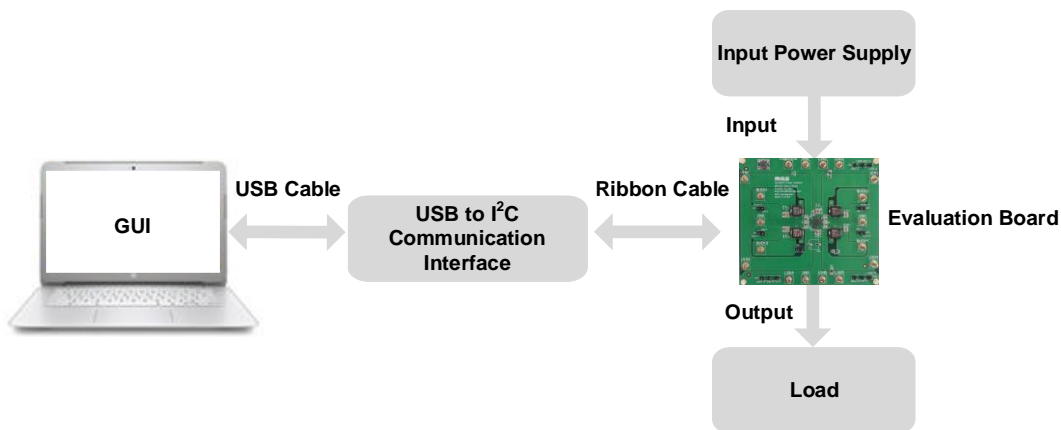 Input Power Supply
Input
USB Cable
Ribbon Cable
GUI
USB to I²C
Communication
Interface
Evaluation Board
Output
Load